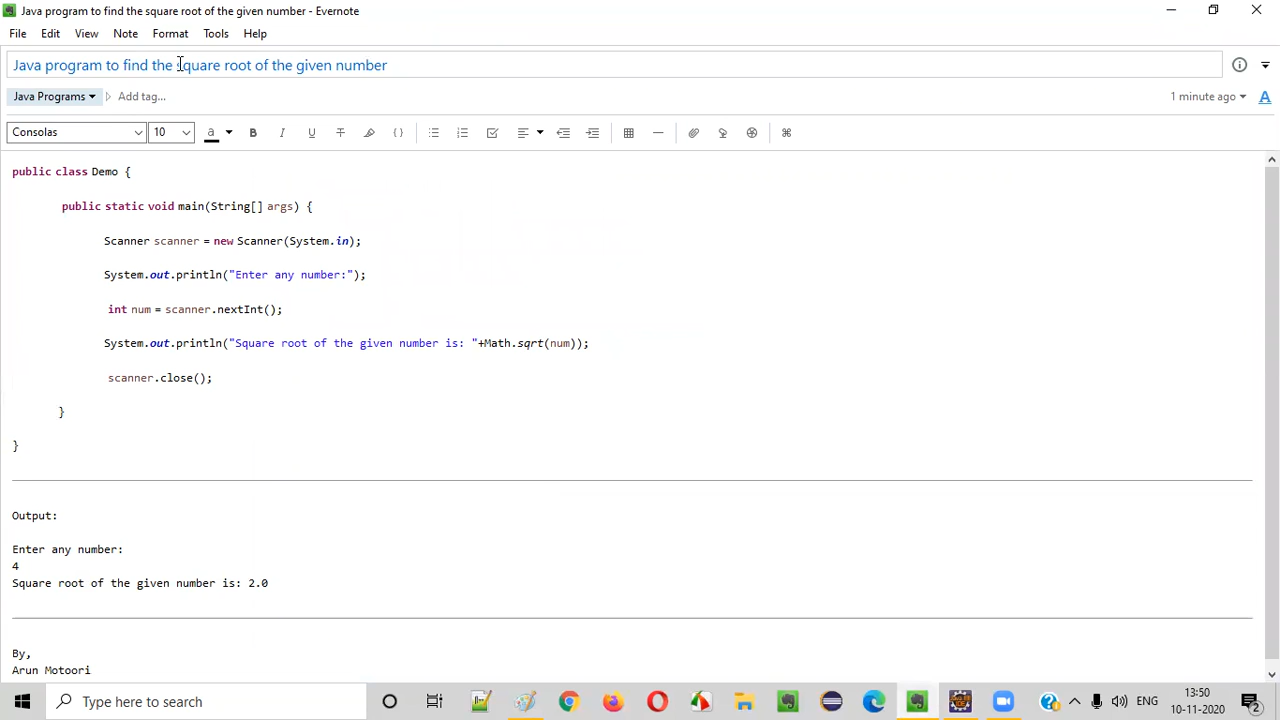 Java program to find the square root of the given number - Evernote
File Edit View Note Format Tools Help
Java program to find the square root of the given number
Java Programs Add tag... 1 minute ago A
Consolas 10 a B I U T { }
public class Demo {
public static void main(String[] args) {
Scanner scanner = new Scanner(System.in);
System.out.println("Enter any number:");
int num = scanner.nextInt();
System.out.println("Square root of the given number is: "+Math.sqrt(num));
scanner.close();
}
}
Output:
Enter any number:
4
Square root of the given number is: 2.0
By,
Arun Motoori
Type here to search
ENG
13:50
10-11-2020
2